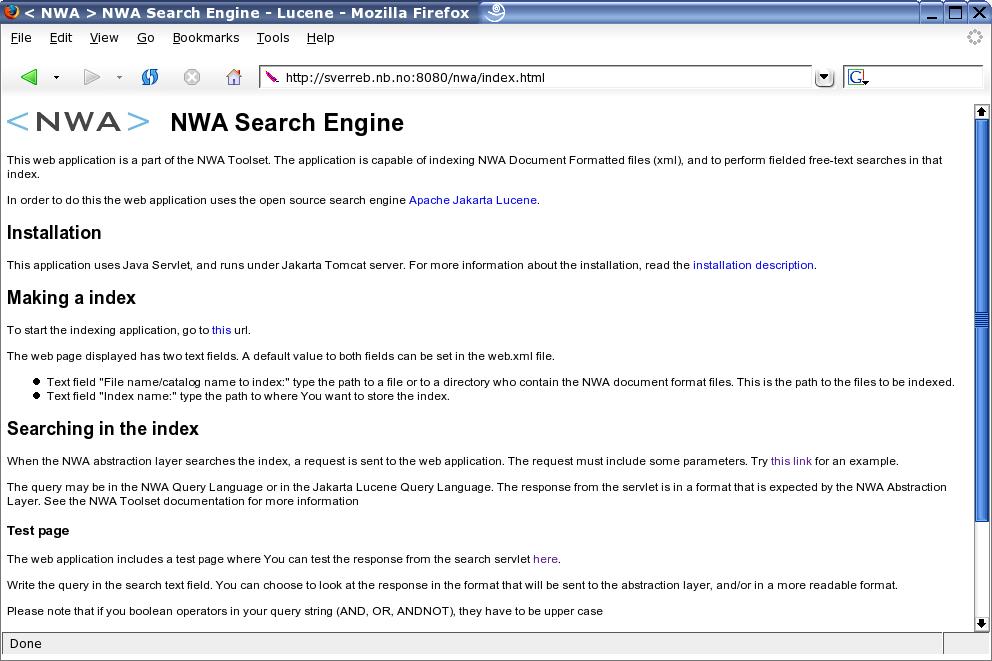 < NWA > NWA Search Engine - Lucene - Mozilla Firefox
File Edit View Go Bookmarks Tools Help
http://sverreb.nb.no:8080/nwa/index.html
G
<NWA> NWA Search Engine
This web application is a part of the NWA Toolset. The application is capable of indexing NWA Document Formatted files (xml), and to perform fielded free-text searches in that
index.
In order to do this the web application uses the open source search engine Apache Jakarta Lucene.
Installation
This application uses Java Servlet, and runs under Jakarta Tomcat server. For more information about the installation, read the installation description.
Making a index
To start the indexing application, go to this url.
The web page displayed has two text fields. A default value to both fields can be set in the web.xml file.
● Text field "File name/catalog name to index:" type the path to a file or to a directory who contain the NWA document format files. This is the path to the files to be indexed.
● Text field "Index name:" type the path to where You want to store the index.
Searching in the index
When the NWA abstraction layer searches the index, a request is sent to the web application. The request must include some parameters. Try this link for an example.
The query may be in the NWA Query Language or in the Jakarta Lucene Query Language. The response from the servlet is in a format that is expected by the NWA Abstraction
Layer. See the NWA Toolset documentation for more information
Test page
The web application includes a test page where You can test the response from the search servlet here.
Write the query in the search text field. You can choose to look at the response in the format that will be sent to the abstraction layer, and/or in a more readable format.
Please note that if you boolean operators in your query string (AND, OR, ANDNOT), they have to be upper case
Done